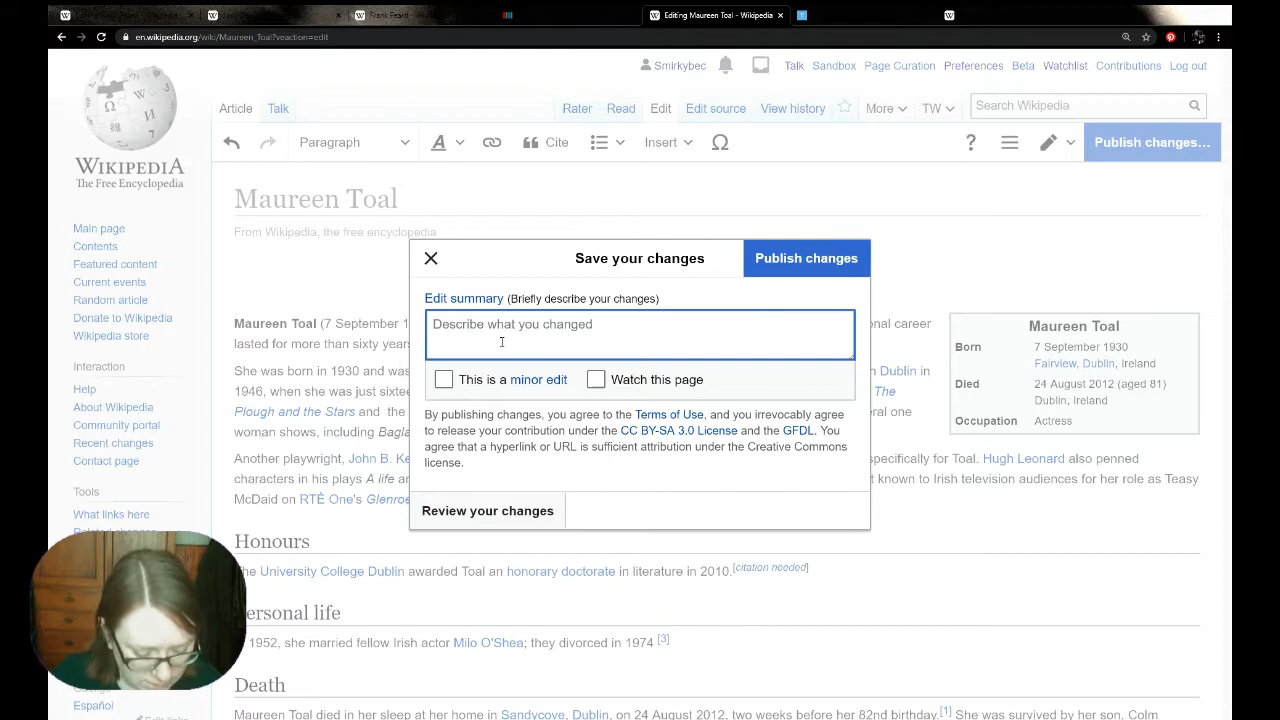 Frank Peard - W
Editing Maureen Toal - Wikipedia
en.wikipedia.org/wiki/Maureen_Toal?veaction=edit
Smirkybec Talk Sandbox Page Curation Preferences Beta Watchlist Contributions Log out
Article Talk Rater Read Edit Edit source View history More TW Search Wikipedia
Paragraph A Cite Insert Ω ? Publish changes...
WIKIPEDIA
The Free Encyclopedia
Main page
Contents
Featured content
Current events
Random article
Donate to Wikipedia
Wikipedia store
Interaction
Help
About Wikipedia
Community portal
Recent changes
Contact page
Tools
What links here
Español
Edit links
Maureen Toal
From Wikipedia, the free encyclopedia
Maureen Toal (7 September 1 onal career
lasted for more than sixty years
She was born in 1930 and was Dublin in
1946, when she was just sixte The
Plough and the Stars and the eral one
woman shows, including Bagla
Another playwright, John B. Ke specifically for Toal. Hugh Leonard also penned
characters in his plays A life a t known to Irish television audiences for her role as Teasy
McDaid on RTÉ One's Glenroe
Maureen Toal
Born 7 September 1930
Fairview, Dublin, Ireland
Died 24 August 2012 (aged 81)
Dublin, Ireland
Occupation Actress
Save your changes Publish changes
Edit summary (Briefly describe your changes)
Describe what you changed
This is a minor edit Watch this page
By publishing changes, you agree to the Terms of Use, and you irrevocably agree
to release your contribution under the CC BY-SA 3.0 License and the GFDL. You
agree that a hyperlink or URL is sufficient attribution under the Creative Commons
license.
Review your changes
Honours
The University College Dublin awarded Toal an honorary doctorate in literature in 2010.[citation needed]
ersonal life
1952, she married fellow Irish actor Milo O'Shea; they divorced in 1974 [3]
Death
Maureen Toal died in her sleep at her home in Sandycove, Dublin, on 24 August 2012, two weeks before her 82nd birthday.[1] She was survived by her son, Colm